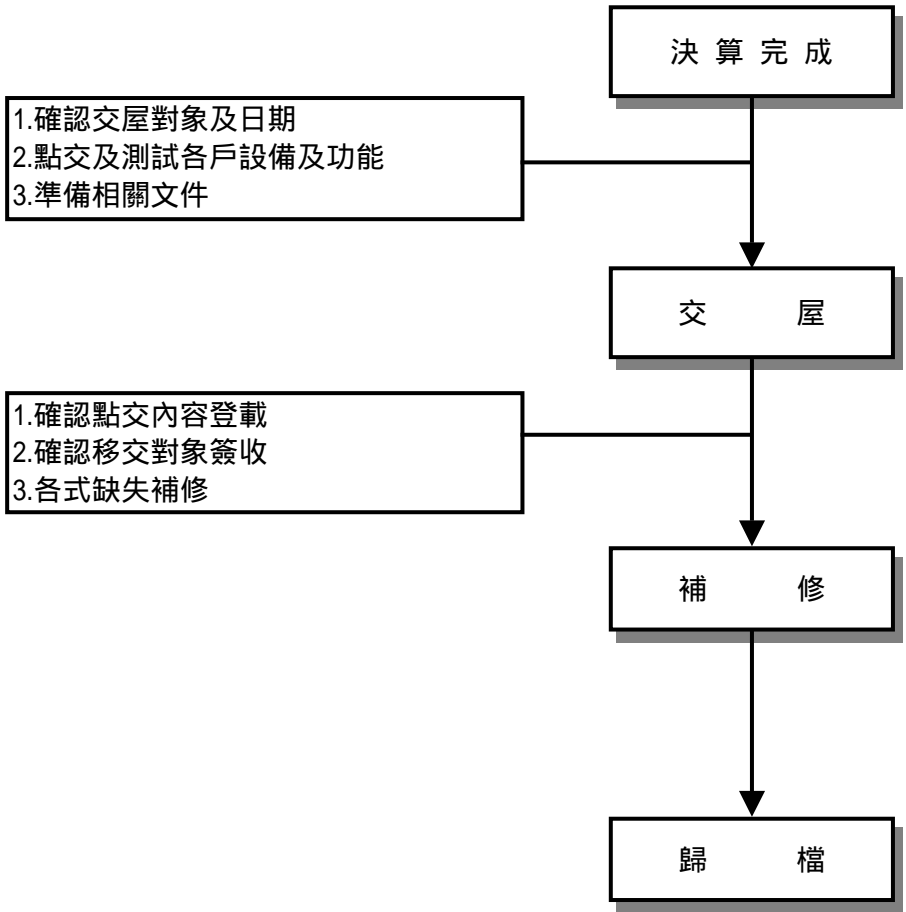 決算完成
1.確認交屋對象及日期
2.點交及測試各戶設備及功能
3.準備相關文件
交屋
1.確認點交內容登載
2.確認移交對象簽收
3.各式缺失補修
補修
歸檔